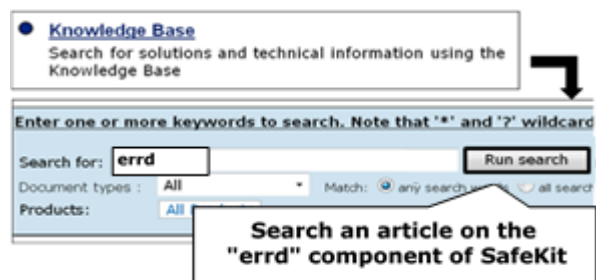 Knowledge Base
Search for solutions and technical information using the
Knowledge Base
Enter one or more keywords to search. Note that '*' and '?' wildcard
Search for: errd Run search
Document types : All Match: any search words all search
Products: All
Search an article on the
"errd" component of SafeKit